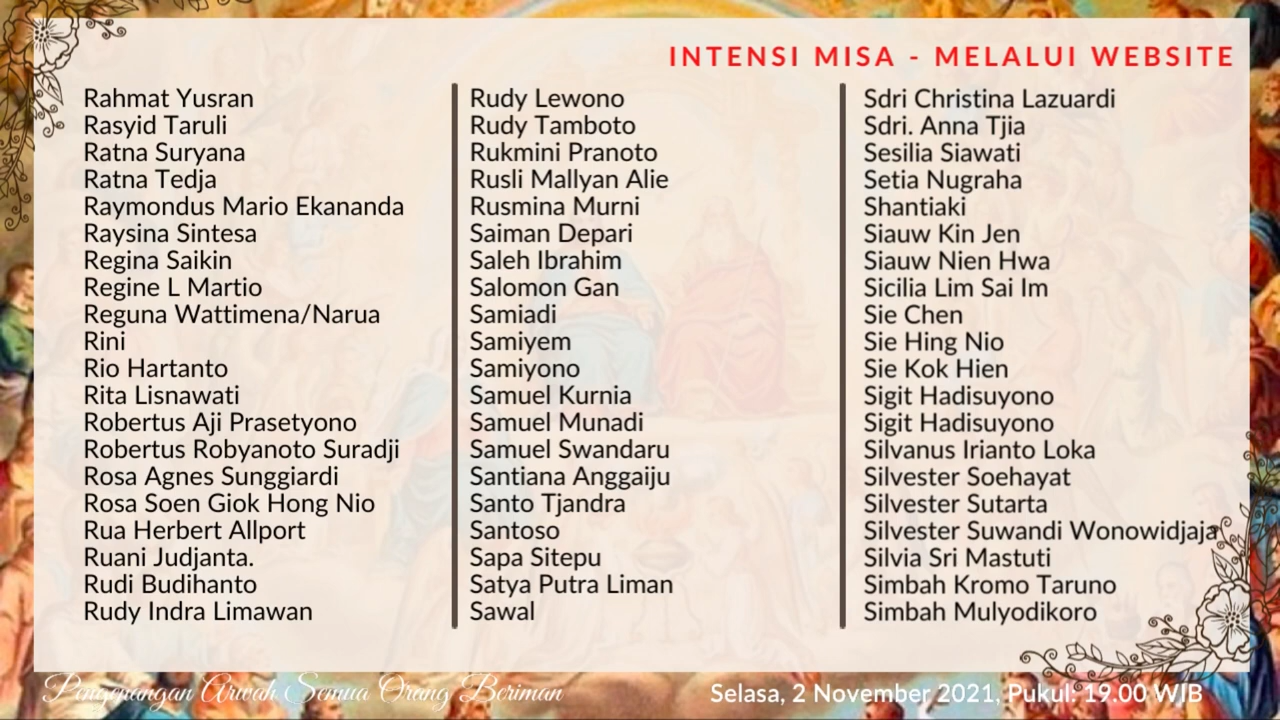 INTENSI MISA - MELALUI WEBSITE
Rahmat Yusran
Rasyid Taruli
Ratna Suryana
Ratna Tedja
Raymondus Mario Ekananda
Raysina Sintesa
Regina Saikin
Regine L Martio
Reguna Wattimena/Narua
Rini
Rio Hartanto
Rita Lisnawati
Robertus Aji Prasetyono
Robertus Robyanoto Suradji
Rosa Agnes Sunggiardi
Rosa Soen Giok Hong Nio
Rua Herbert Allport
Ruani Judjanta.
Rudi Budihanto
Rudy Indra Limawan
Rudy Lewono
Rudy Tamboto
Rukmini Pranoto
Rusli Mallyan Alie
Rusmina Murni
Saiman Depari
Saleh Ibrahim
Salomon Gan
Samiadi
Samiyem
Samiyono
Samuel Kurnia
Samuel Munadi
Samuel Swandaru
Santiana Anggaiju
Santo Tjandra
Santoso
Sapa Sitepu
Satya Putra Liman
Sawal
Sdri Christina Lazuardi
Sdri. Anna Tjia
Sesilia Siawati
Setia Nugraha
Shantiaki
Siauw Kin Jen
Siauw Nien Hwa
Sicilia Lim Sai Im
Sie Chen
Sie Hing Nio
Sie Kok Hien
Sigit Hadisuyono
Sigit Hadisuyono
Silvanus Irianto Loka
Silvester Soehayat
Silvester Sutarta
Silvester Suwandi Wonowidjaja
Silvia Sri Mastuti
Simbah Kromo Taruno
Simbah Mulyodikoro
Pengenangan Arwah Semua Orang Beriman
Selasa, 2 November 2021, Pukul: 19.00 WIB